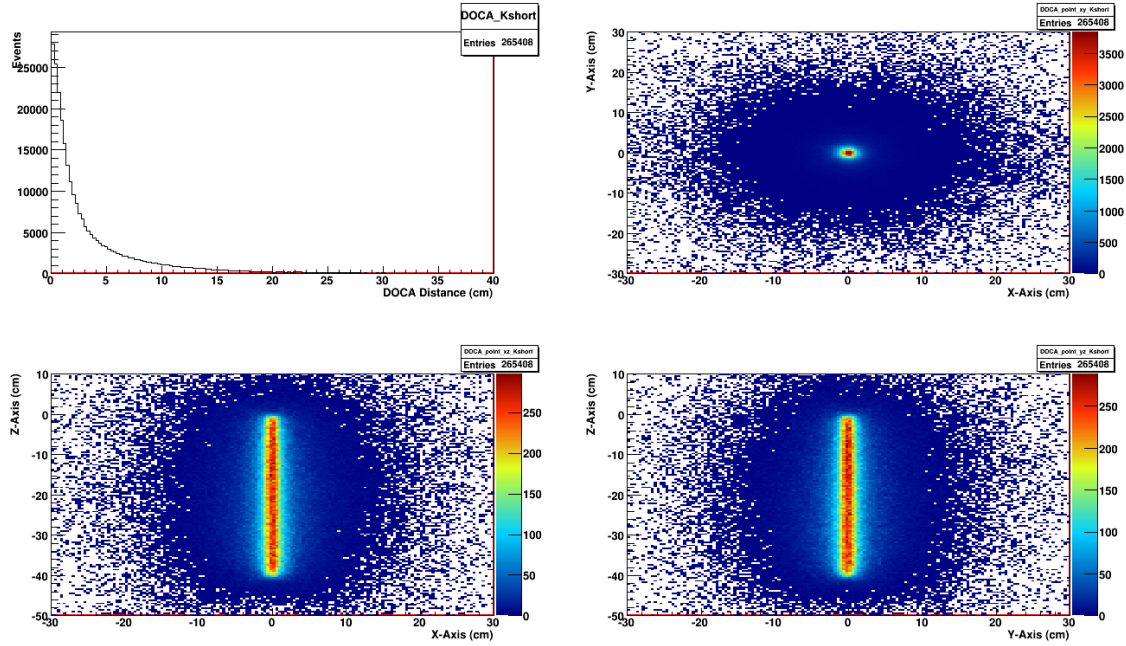 DOCA_Kshort
Entries 265408
Events
25000
20000
15000
10000
5000
0
0 5 10 15 20 25 30 35 40
DOCA Distance (cm)
DOCA_point_xy_Kshort
Entries 265408
Y-Axis (cm)
30
20
10
0
-10
-20
-30
-30 -20 -10 0 10 20 30
X-Axis (cm)
3500
3000
2500
2000
1500
1000
500
0
DOCA_point_xz_Kshort
Entries 265408
Z-Axis (cm)
10
0
-10
-20
-30
-40
-50
-30 -20 -10 0 10 20 30
X-Axis (cm)
250
200
150
100
50
0
DOCA_point_yz_Kshort
Entries 265408
Z-Axis (cm)
10
0
-10
-20
-30
-40
-50
-30 -20 -10 0 10 20 30
Y-Axis (cm)
250
200
150
100
50
0